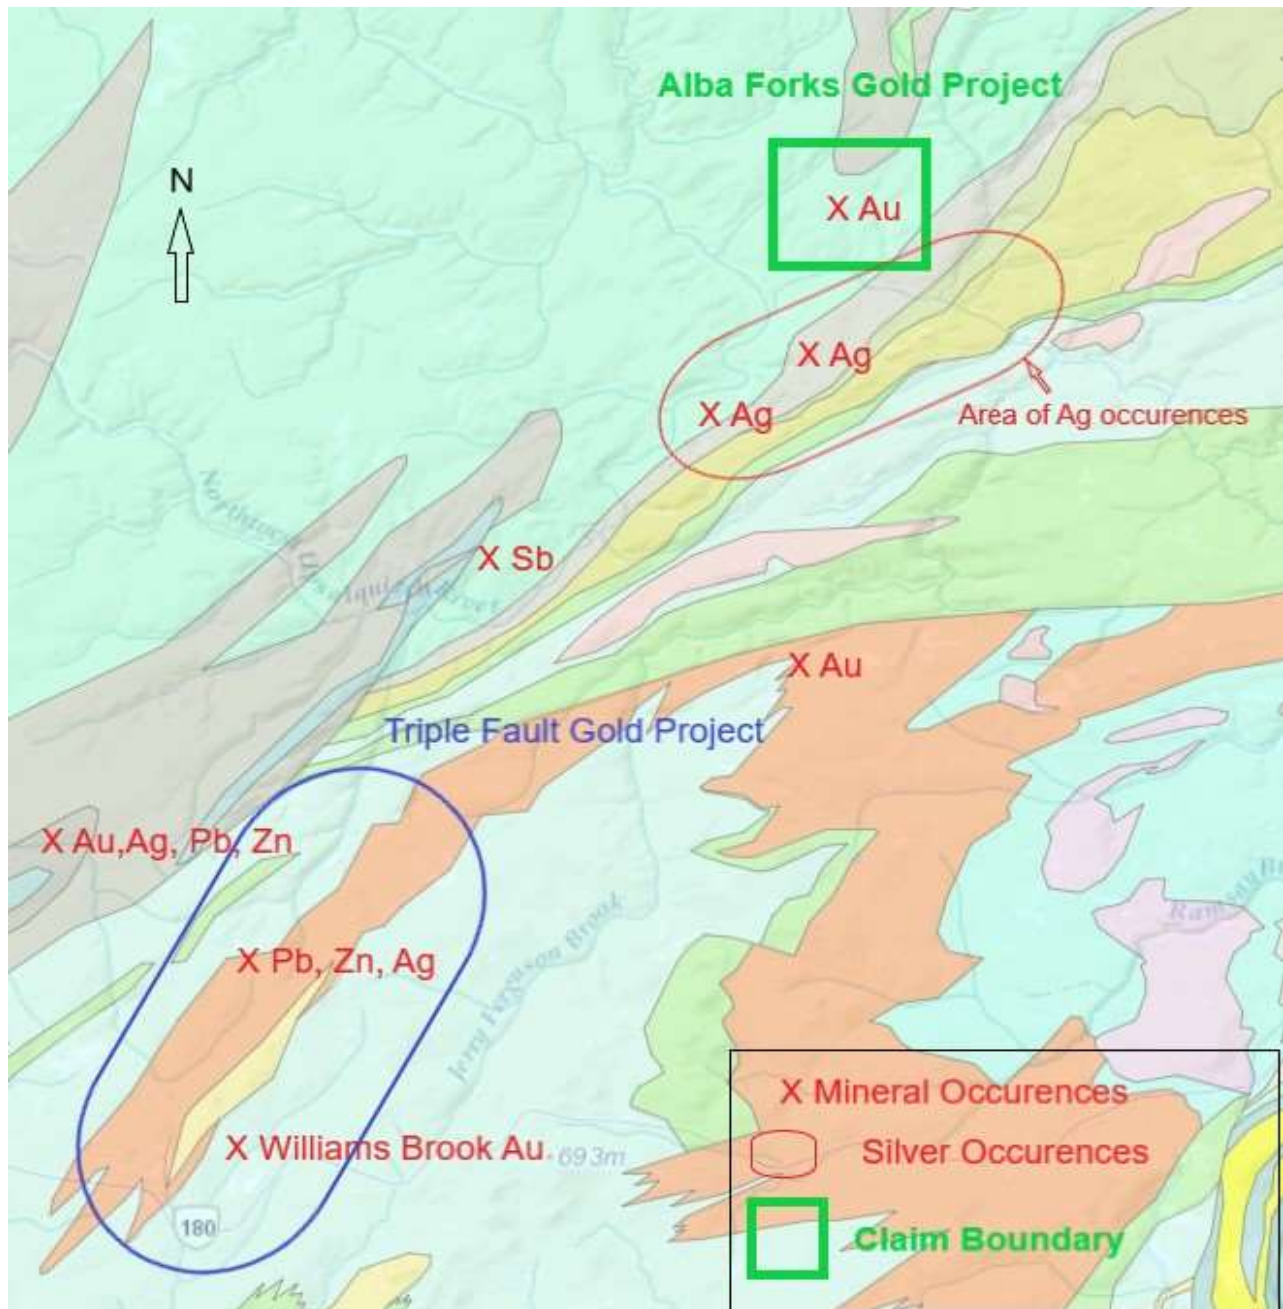 Alba Forks Gold Project
N
X Au
X Ag
X Ag
Area of Ag occurences
X Sb
X Au
Triple Fault Gold Project
X Au,Ag, Pb, Zn
X Pb, Zn, Ag
Jerry Ferguson Brook
X Williams Brook Au
693m
180
X Mineral Occurences
Silver Occurences
Claim Boundary